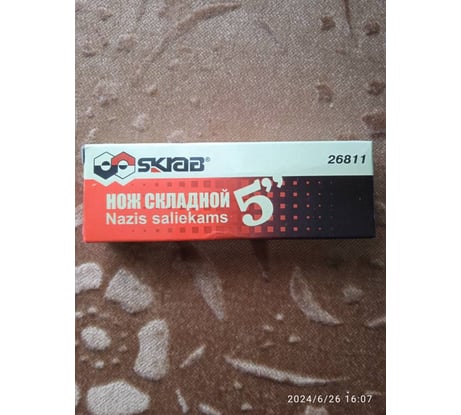 SKRAB®
26811
НОЖ СКЛАДНОЙ
Nazis saliekams
5”
2024/6/26 16:07